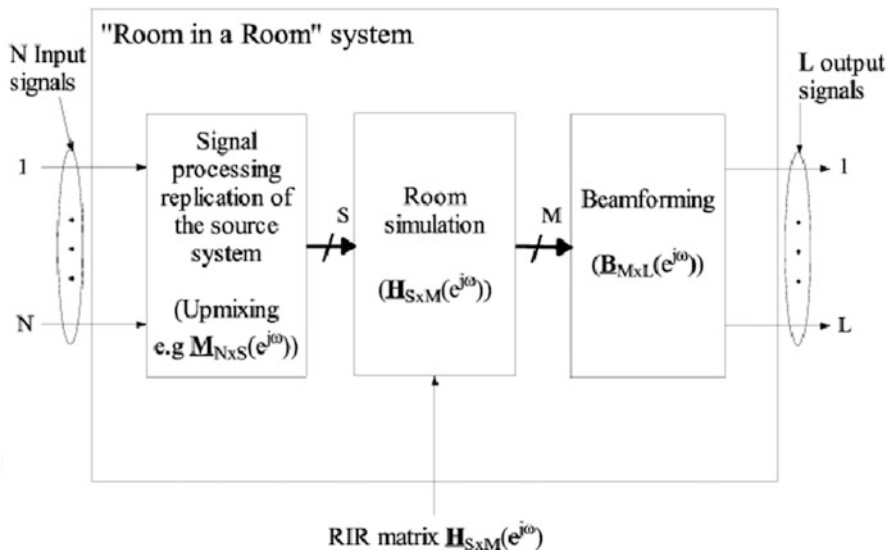 "Room in a Room" system
N Input
signals
L output
signals
1
N
Signal
processing
replication of
the source
system
(Upmixing
e.g M_NxS(e^jω))
S
Room
simulation
(H_SxM(e^jω))
M
Beamforming
(B_MxL(e^jω))
1
L
RIR matrix H_SxM(e^jω)